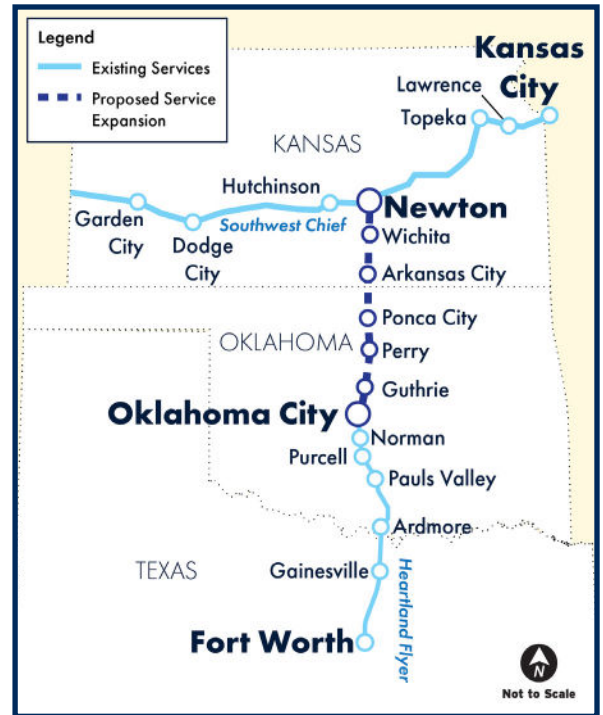 Legend
Existing Services
Proposed Service
Expansion
Kansas
City
Lawrence
Topeka
KANSAS
Hutchinson
Newton
Garden
City
Southwest Chief
Dodge
City
Wichita
Arkansas City
Ponca City
OKLAHOMA
Perry
Guthrie
Oklahoma City
Norman
Purcell
Pauls Valley
Ardmore
TEXAS
Gainesville
Heartland Flyer
Fort Worth
N
Not to Scale